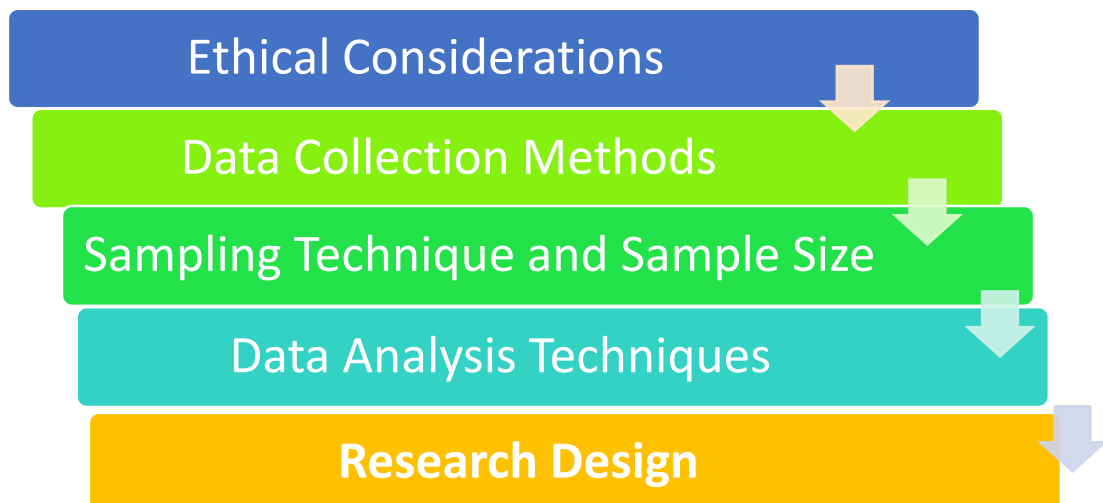 Ethical Considerations
Data Collection Methods
Sampling Technique and Sample Size
Data Analysis Techniques
Research Design